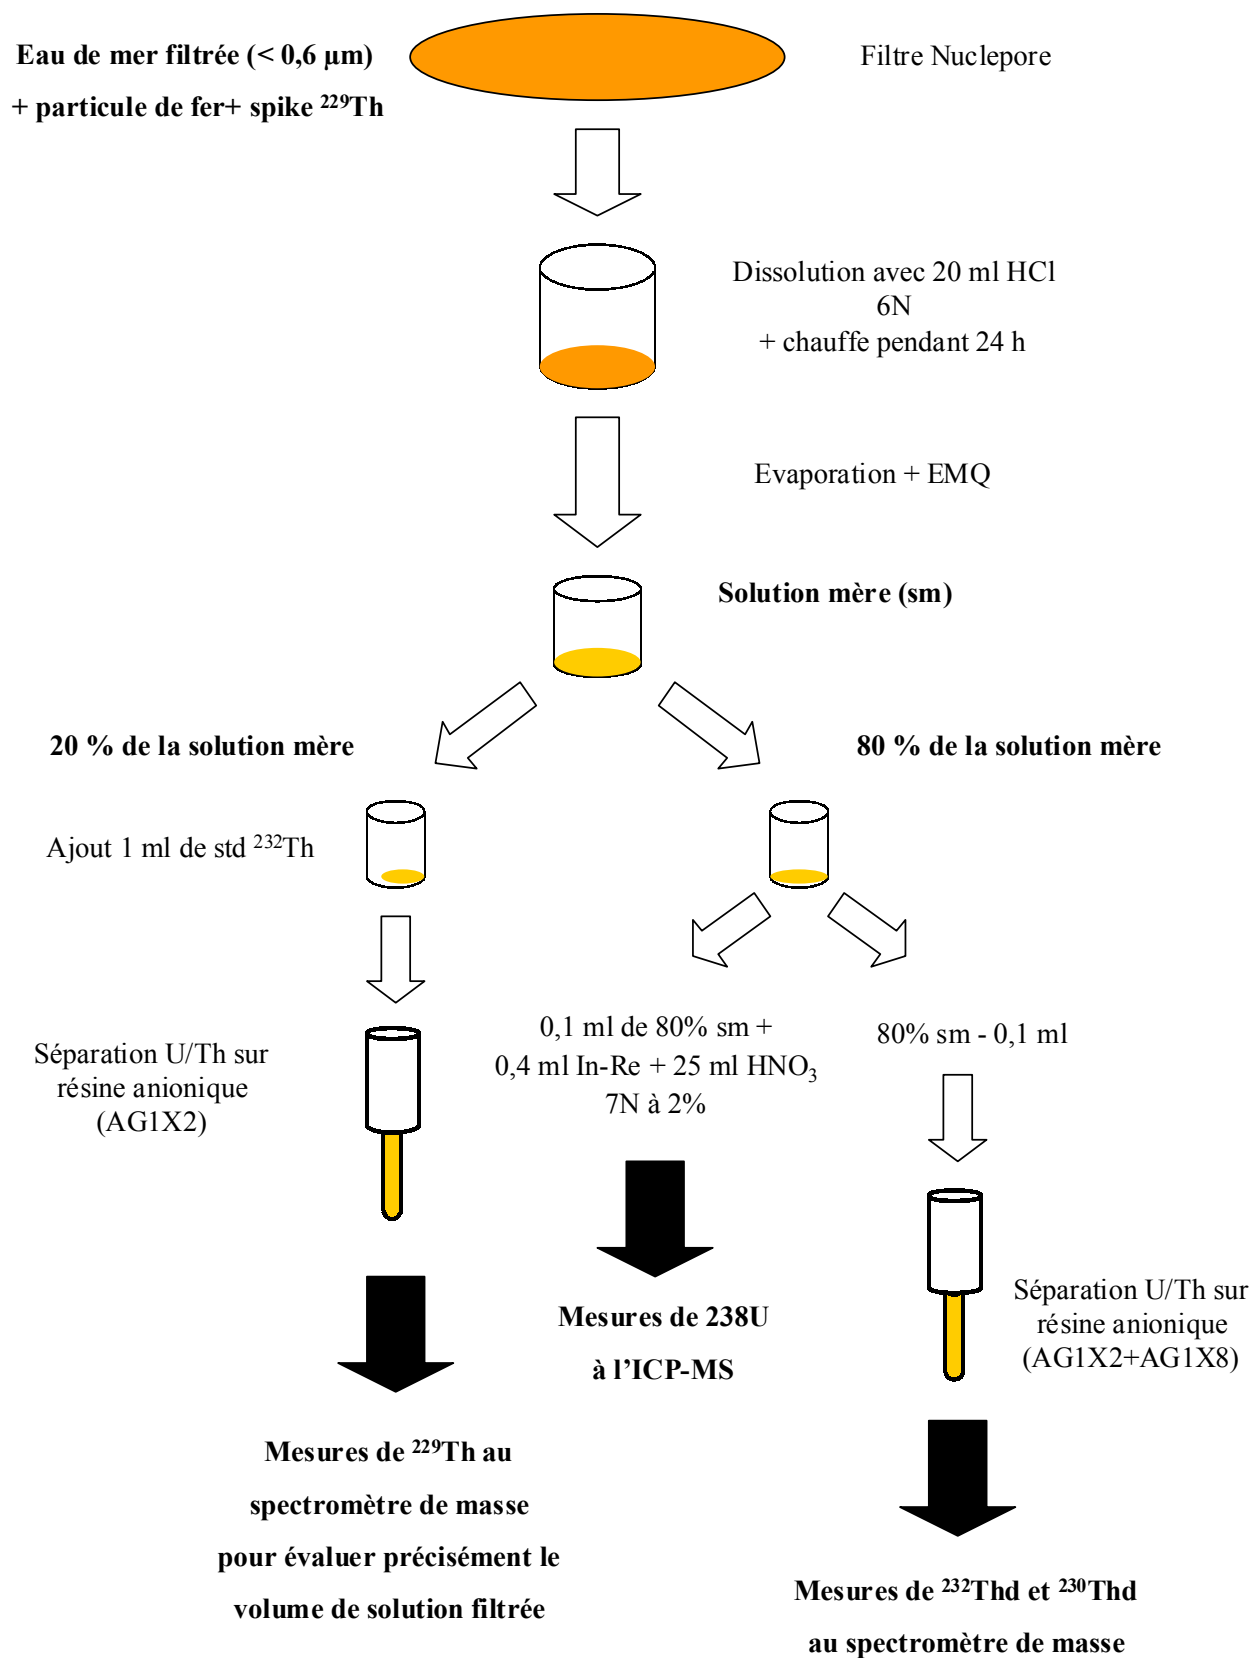 Eau de mer filtrée (< 0,6 µm)
+ particule de fer+ spike ²²⁹Th
Filtre Nuclepore
Dissolution avec 20 ml HCl
6N
+ chauffe pendant 24 h
Evaporation + EMQ
Solution mère (sm)
20 % de la solution mère
80 % de la solution mère
Ajout 1 ml de std ²³²Th
Séparation U/Th sur
résine anionique
(AG1X2)
0,1 ml de 80% sm +
0,4 ml In-Re + 25 ml HNO₃
7N à 2%
80% sm - 0,1 ml
Mesures de 238U
à l’ICP-MS
Séparation U/Th sur
résine anionique
(AG1X2+AG1X8)
Mesures de ²²⁹Th au
spectromètre de masse
pour évaluer précisément le
volume de solution filtrée
Mesures de ²³²Thd et ²³⁰Thd
au spectromètre de masse